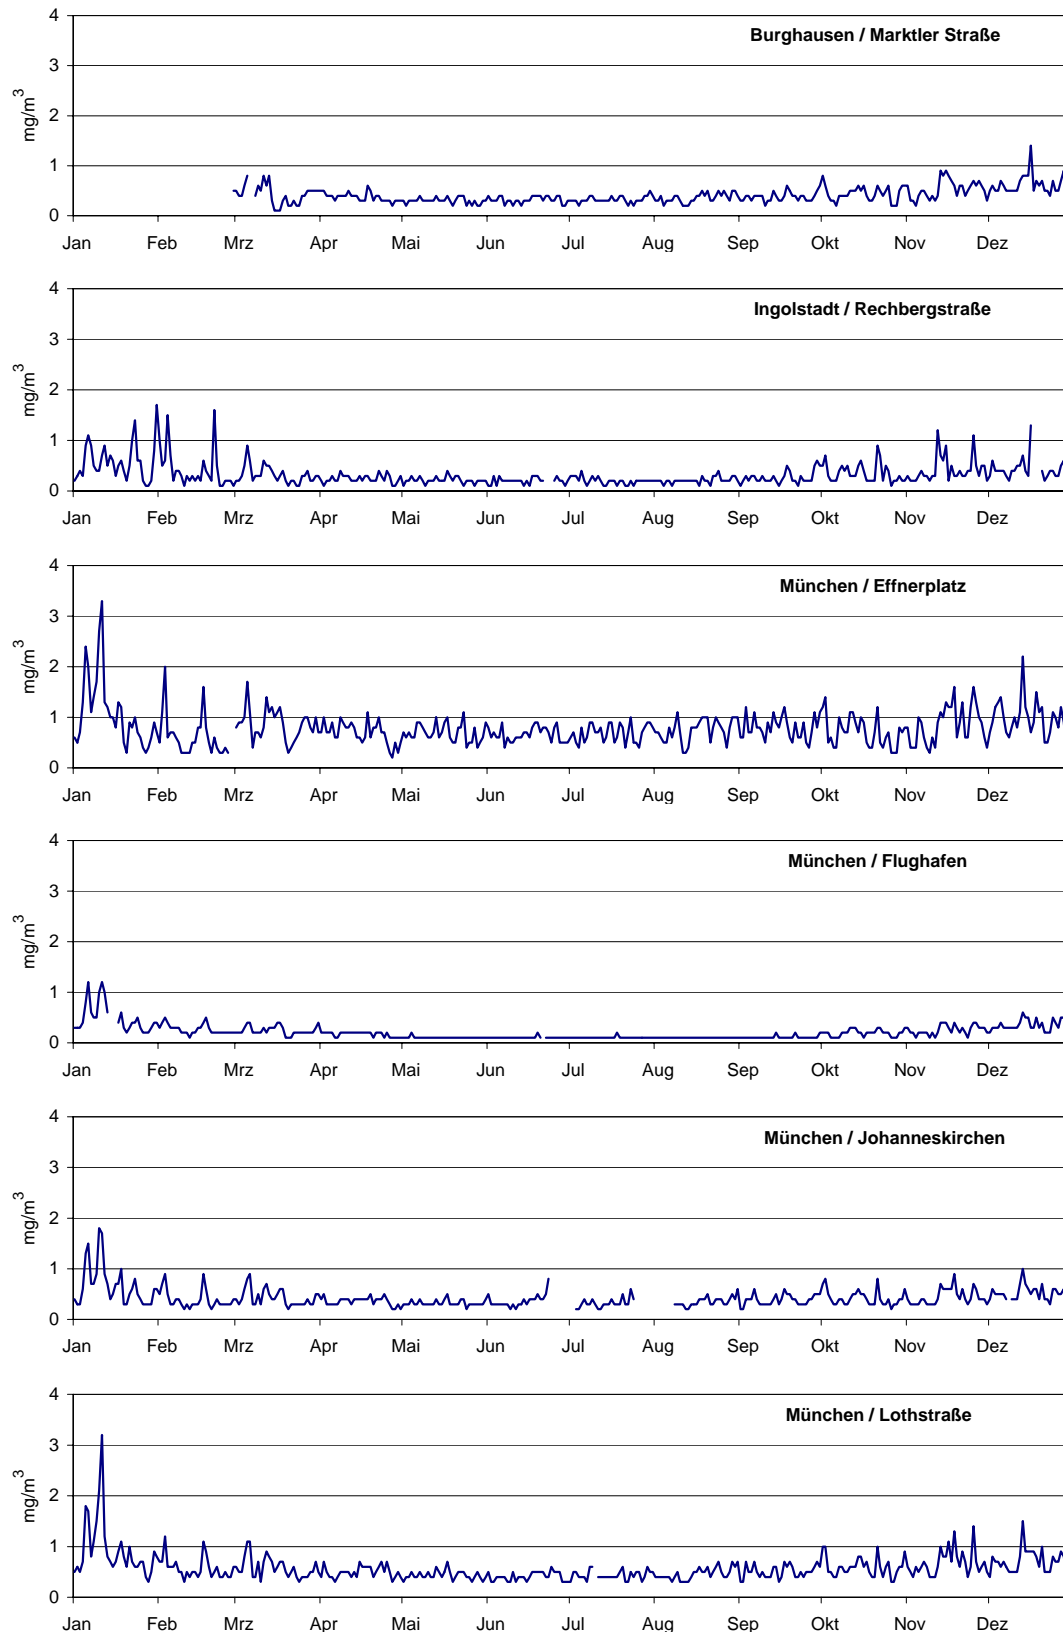 Burghausen / Marktler Straße
4
3
2
1
0
mg/m³
Jan Feb Mrz Apr Mai Jun Jul Aug Sep Okt Nov Dez
Ingolstadt / Rechbergstraße
4
3
2
1
0
mg/m³
Jan Feb Mrz Apr Mai Jun Jul Aug Sep Okt Nov Dez
München / Effnerplatz
4
3
2
1
0
mg/m³
Jan Feb Mrz Apr Mai Jun Jul Aug Sep Okt Nov Dez
München / Flughafen
4
3
2
1
0
mg/m³
Jan Feb Mrz Apr Mai Jun Jul Aug Sep Okt Nov Dez
München / Johanneskirchen
4
3
2
1
0
mg/m³
Jan Feb Mrz Apr Mai Jun Jul Aug Sep Okt Nov Dez
München / Lothstraße
4
3
2
1
0
mg/m³
Jan Feb Mrz Apr Mai Jun Jul Aug Sep Okt Nov Dez